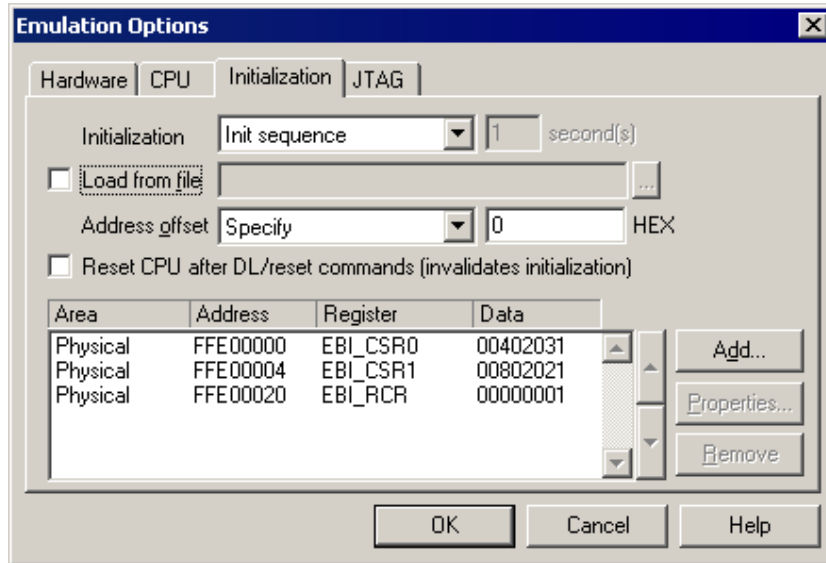 Emulation Options
Hardware CPU Initialization JTAG
Initialization Init sequence 1 second(s)
Load from file ...
Address offset Specify 0 HEX
Reset CPU after DL/reset commands (invalidates initialization)
Area Address Register Data
Physical FFE00000 EBI_CSR0 00402031
Physical FFE00004 EBI_CSR1 00802021
Physical FFE00020 EBI_RCR 00000001
Add...
Properties...
Remove
OK Cancel Help